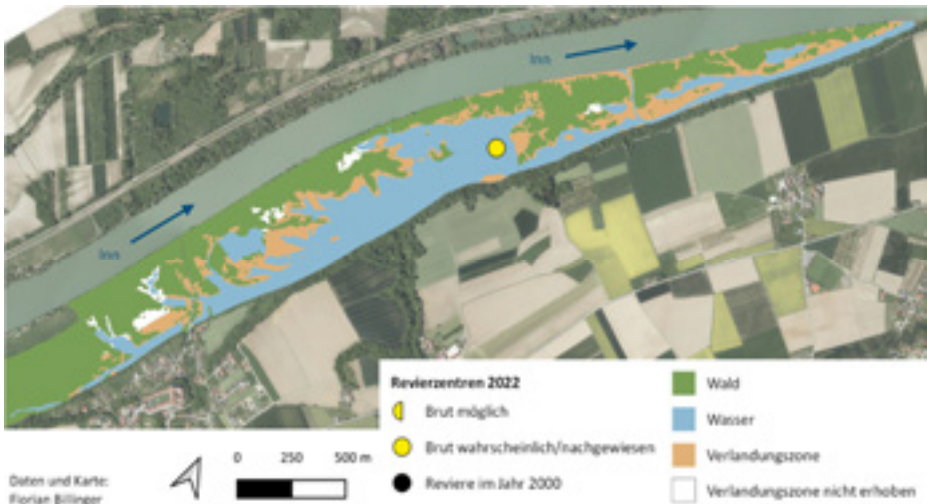 Inn
Inn
Inn
Revierzentren 2022
Brut möglich
Brut wahrscheinlich/nachgewiesen
Reviere im Jahr 2000
Wald
Wasser
Verlandungszone
Verlandungszone nicht erhoben
0 250 500 m
Daten und Karte:
Florian Billinger